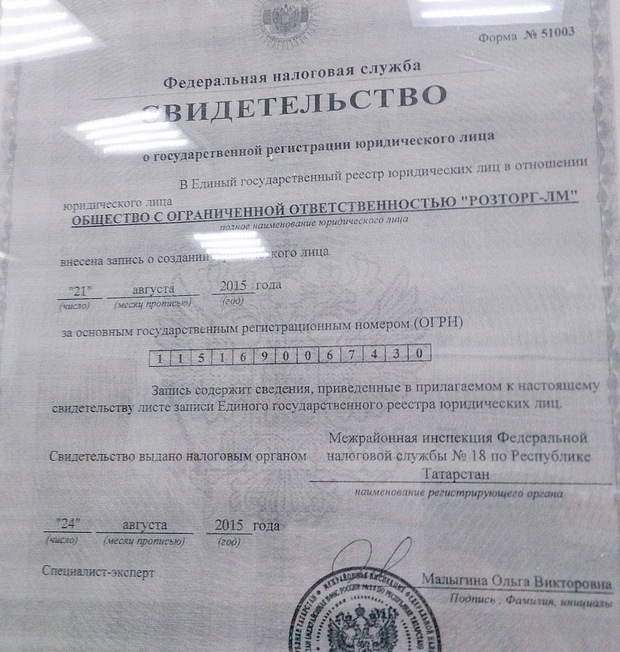 Форма № 51003
Федеральная налоговая служба
СВИДЕТЕЛЬСТВО
о государственной регистрации юридического лица
В Единый государственный реестр юридических лиц в отношении
юридического лица
ОБЩЕСТВО С ОГРАНИЧЕННОЙ ОТВЕТСТВЕННОСТЬЮ "РОЗТОРГ-ЛМ"
полное наименование юридического лица
внесена запись о создании юридического лица
"21" августа 2015 года
(число) (месяц прописью) (год)
за основным государственным регистрационным номером (ОГРН)
1 1 5 1 6 9 0 0 6 7 4 3 0
Запись содержит сведения, приведенные в прилагаемом к настоящему
свидетельству листе записи Единого государственного реестра юридических лиц.
Свидетельство выдано налоговым органом
Межрайонная инспекция Федеральной
налоговой службы № 18 по Республике
Татарстан
наименование регистрирующего органа
"24" августа 2015 года
(число) (месяц прописью) (год)
Специалист-эксперт
Малыгина Ольга Викторовна
Подпись , Фамилия, инициалы